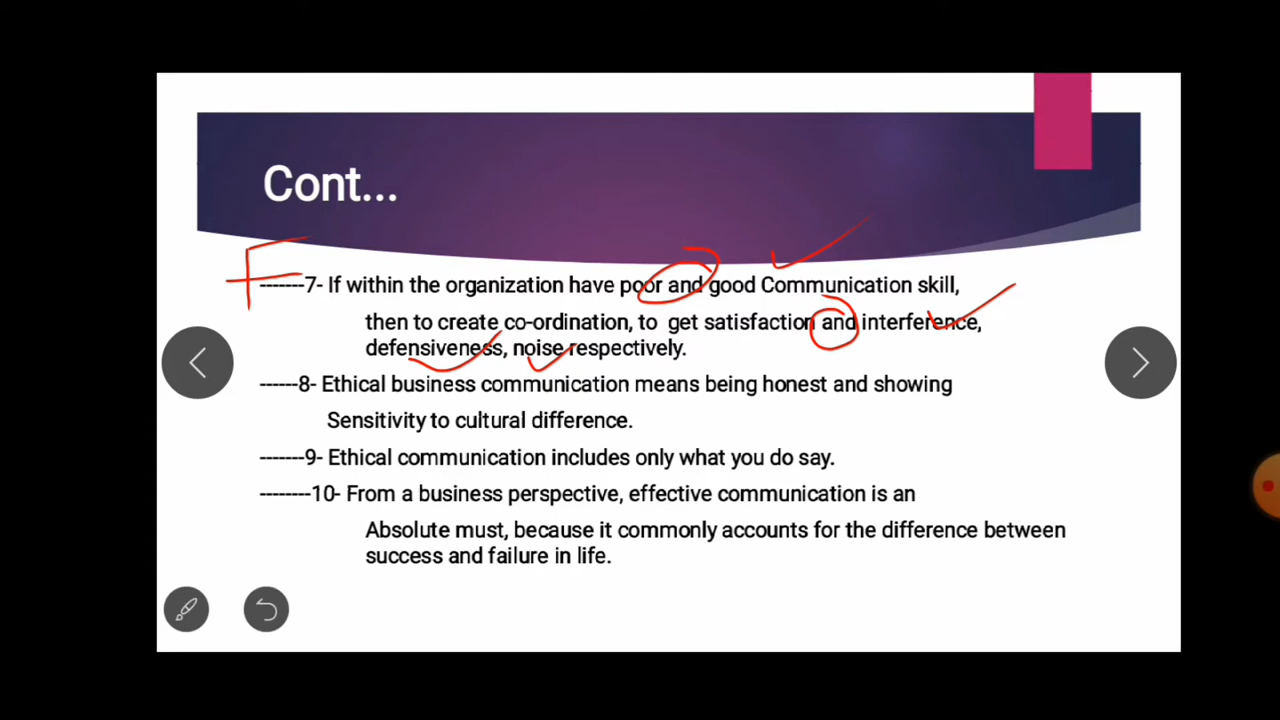 Cont...
F
-------7- If within the organization have poor and good Communication skill,
then to create co-ordination, to get satisfaction and interference,
defensiveness, noise respectively.
------8- Ethical business communication means being honest and showing
Sensitivity to cultural difference.
-------9- Ethical communication includes only what you do say.
--------10- From a business perspective, effective communication is an
Absolute must, because it commonly accounts for the difference between
success and failure in life.